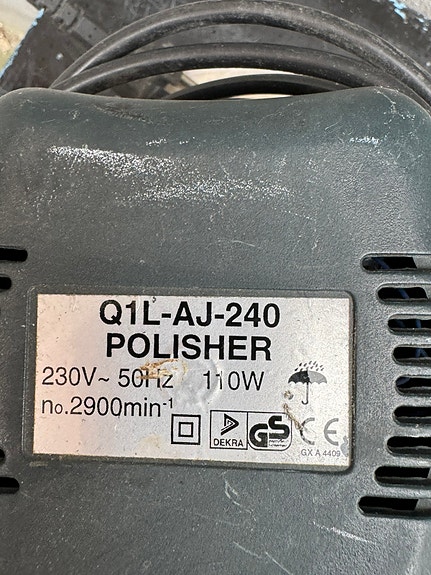 Q1L-AJ-240
POLISHER
230V~ 50Hz 110W
no.2900min-1
DEKRA
GS
CE
GX A 4409